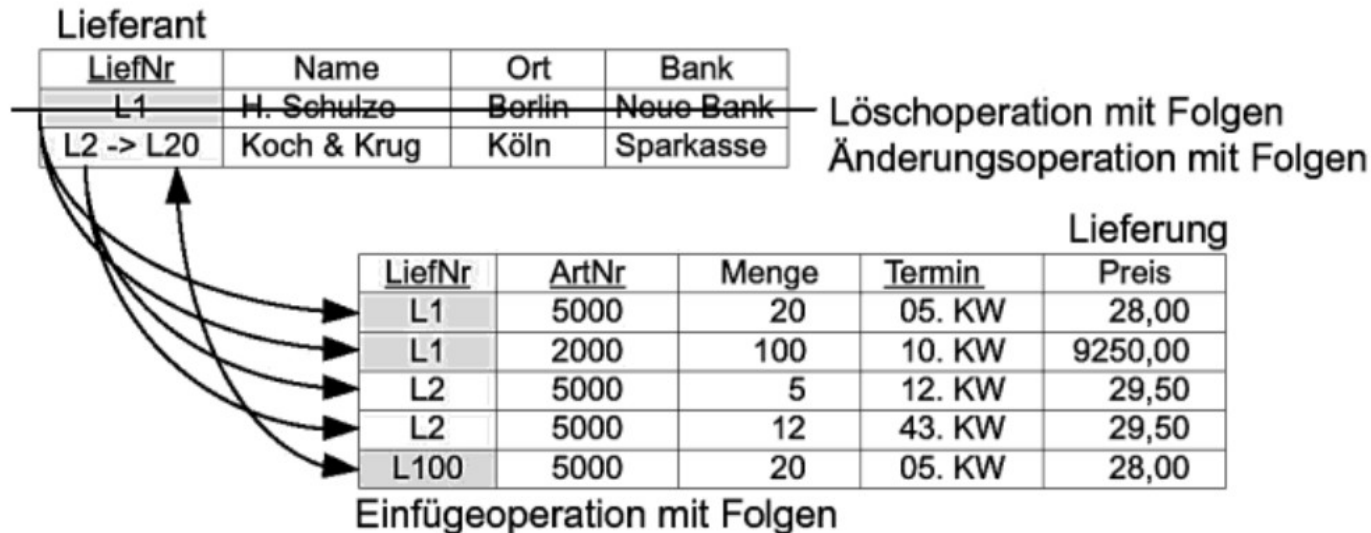 Lieferant
LiefNr Name Ort Bank
L1 H. Schulze Berlin Neue Bank Löschoperation mit Folgen
L2 -> L20 Koch & Krug Köln Sparkasse Änderungsoperation mit Folgen
Lieferung
LiefNr ArtNr Menge Termin Preis
L1 5000 20 05. KW 28,00
L1 2000 100 10. KW 9250,00
L2 5000 5 12. KW 29,50
L2 5000 12 43. KW 29,50
L100 5000 20 05. KW 28,00
Einfügeoperation mit Folgen